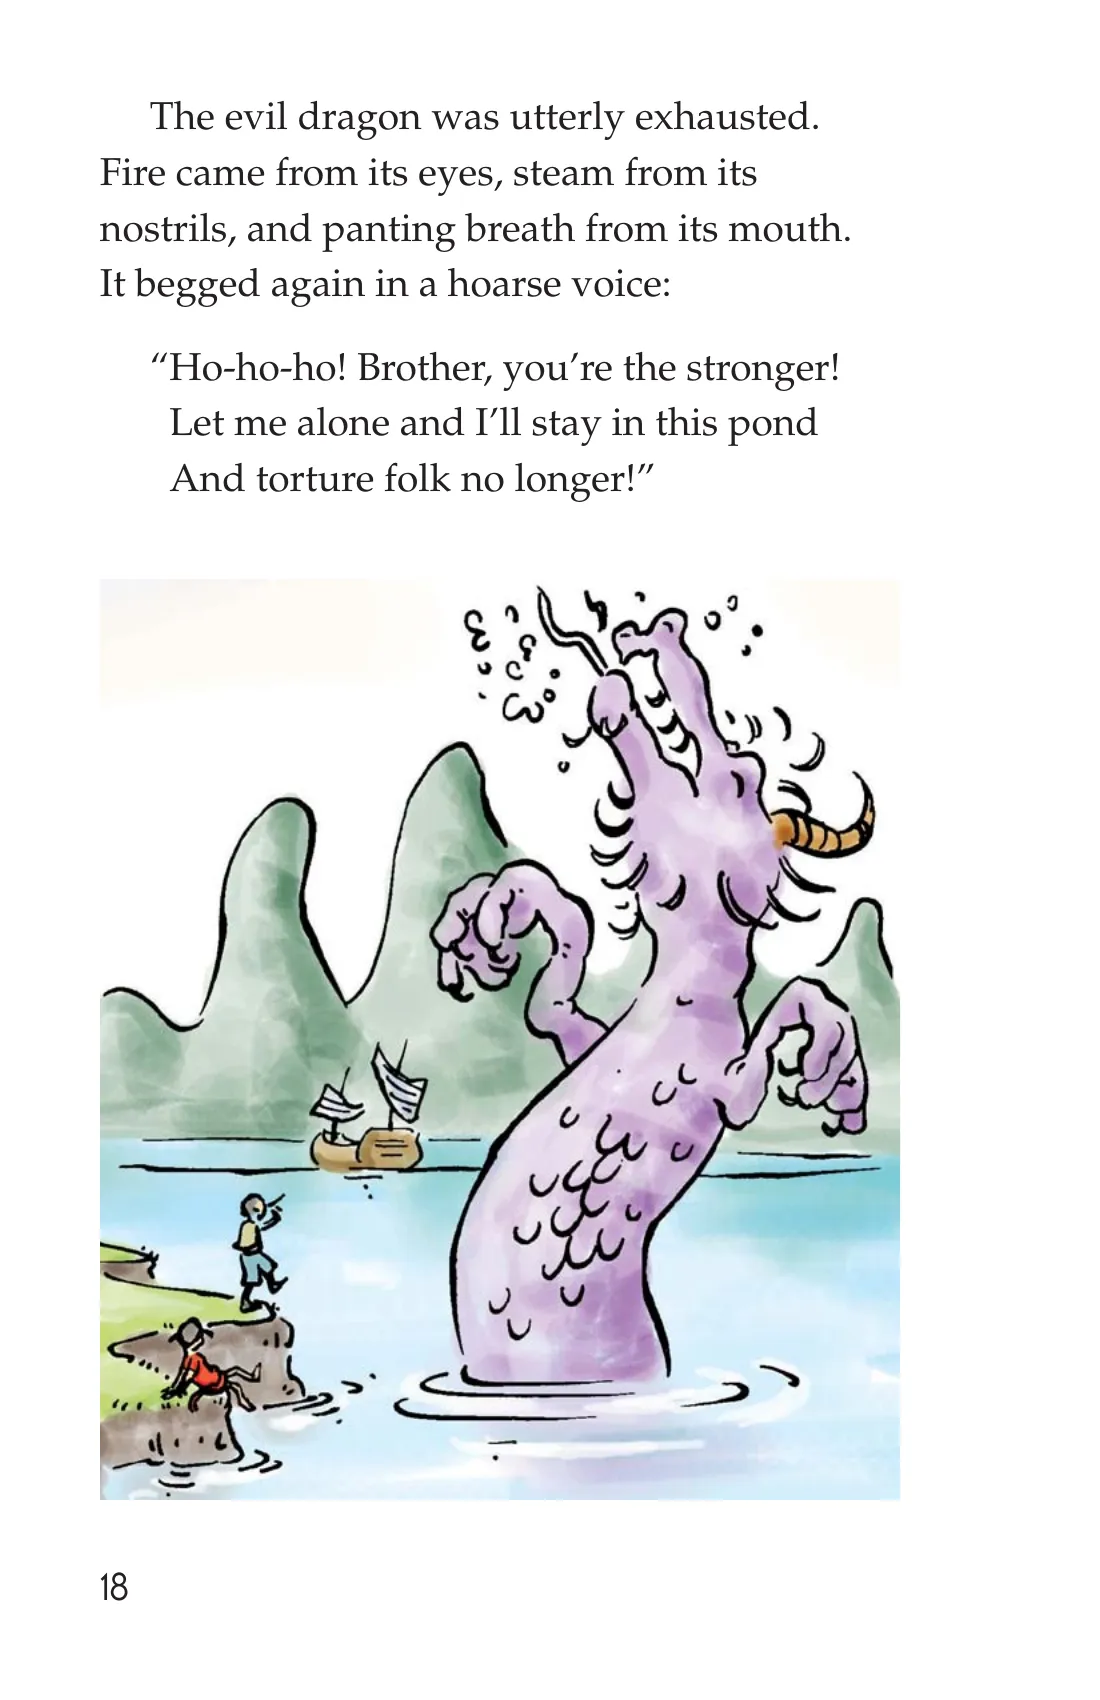 The evil dragon was utterly exhausted.
Fire came from its eyes, steam from its
nostrils, and panting breath from its mouth.
It begged again in a hoarse voice:
“Ho-ho-ho! Brother, you’re the stronger!
Let me alone and I’ll stay in this pond
And torture folk no longer!”
18